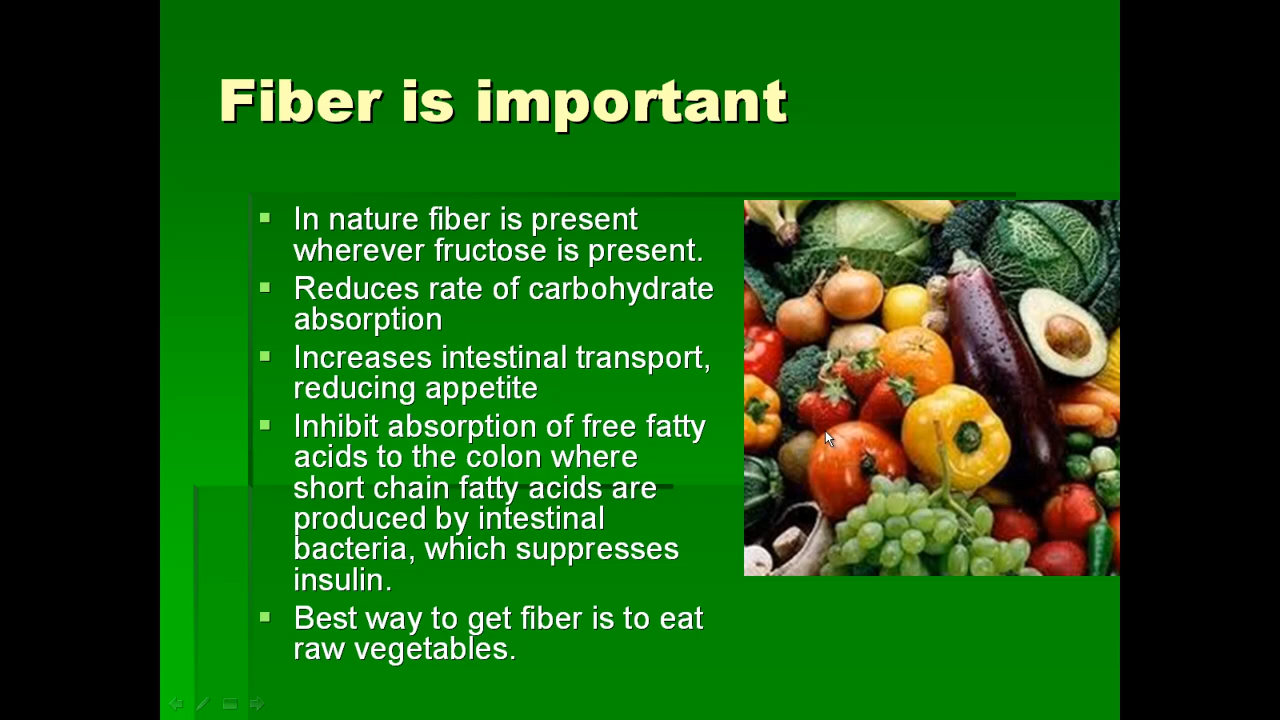 Fiber is important
In nature fiber is present
wherever fructose is present.
Reduces rate of carbohydrate
absorption
Increases intestinal transport,
reducing appetite
Inhibit absorption of free fatty
acids to the colon where
short chain fatty acids are
produced by intestinal
bacteria, which suppresses
insulin.
Best way to get fiber is to eat
raw vegetables.